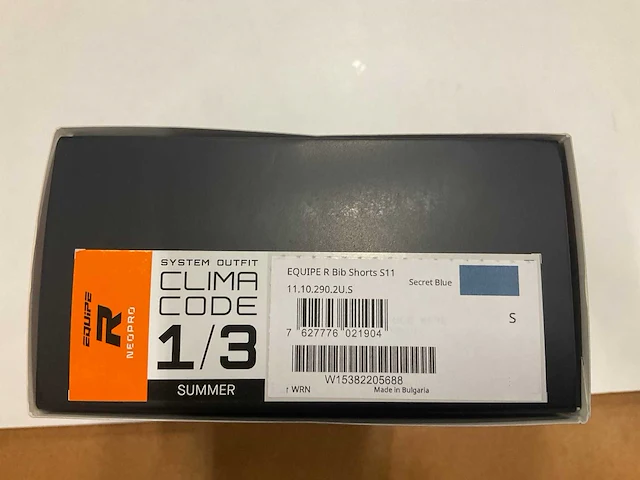 EQUIPE R NEOPRO
SYSTEM OUTFIT
CLIMA
CODE
1/3
SUMMER
EQUIPE R Bib Shorts S11
11.10.290.2U.S
Secret Blue
S
7 627776 021904
W15382205688
r WRN
Made in Bulgaria